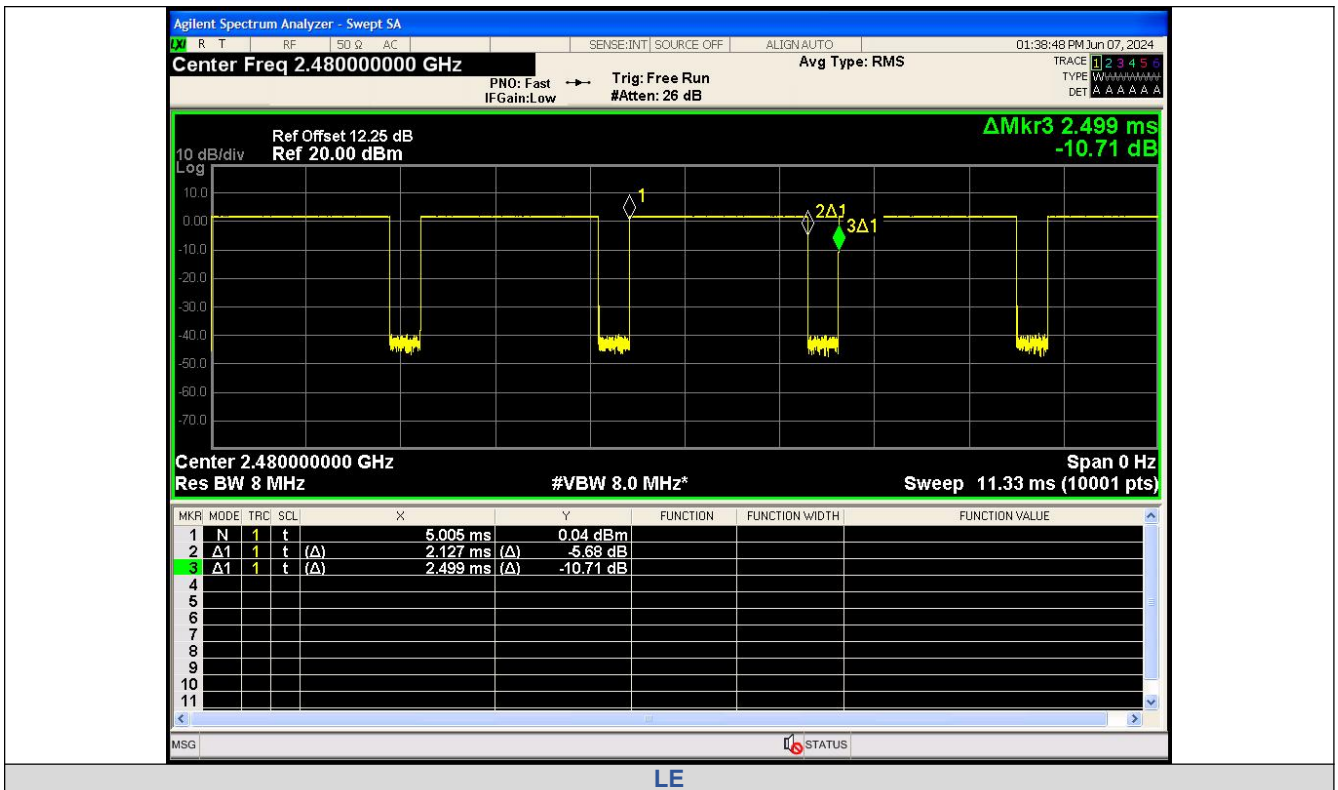 Agilent Spectrum Analyzer - Swept SA
LXI R T RF 50 Ω AC SENSE:INT SOURCE OFF ALIGN AUTO 01:38:48 PM Jun 07, 2024
Center Freq 2.480000000 GHz Avg Type: RMS TRACE 1 2 3 4 5 6
PNO: Fast Trig: Free Run TYPE WWWWWW
IFGain:Low #Atten: 26 dB DET A A A A A A
ΔMkr3 2.499 ms
-10.71 dB
Ref Offset 12.25 dB
10 dB/div Ref 20.00 dBm
Log
10.0
0.00
-10.0
-20.0
-30.0
-40.0
-50.0
-60.0
-70.0
1
2Δ1
3Δ1
Center 2.480000000 GHz Span 0 Hz
Res BW 8 MHz #VBW 8.0 MHz* Sweep 11.33 ms (10001 pts)
MKR MODE TRC SCL X Y FUNCTION FUNCTION WIDTH FUNCTION VALUE
1 N 1 t 5.005 ms 0.04 dBm
2 Δ1 1 t (Δ) 2.127 ms (Δ) -5.68 dB
3 Δ1 1 t (Δ) 2.499 ms (Δ) -10.71 dB
4
5
6
7
8
9
10
11
MSG STATUS
LE